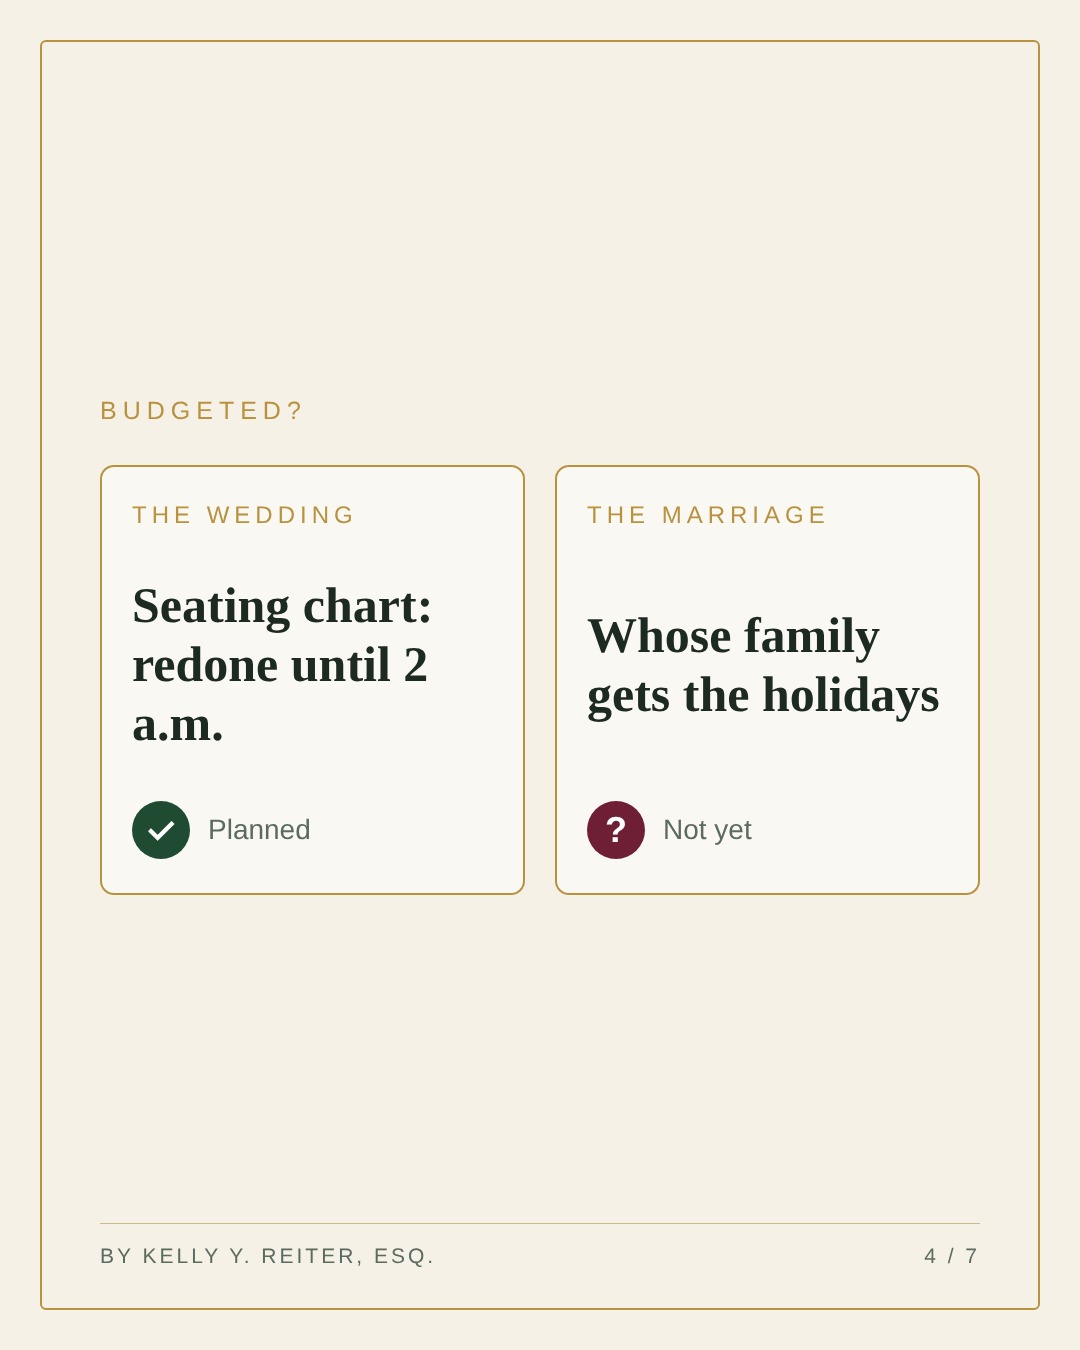 BUDGETED?
THE WEDDING
Seating chart:
redone until 2
a.m.
Planned
THE MARRIAGE
Whose family
gets the holidays
? Not yet
BY KELLY Y. REITER, ESQ.
4 / 7